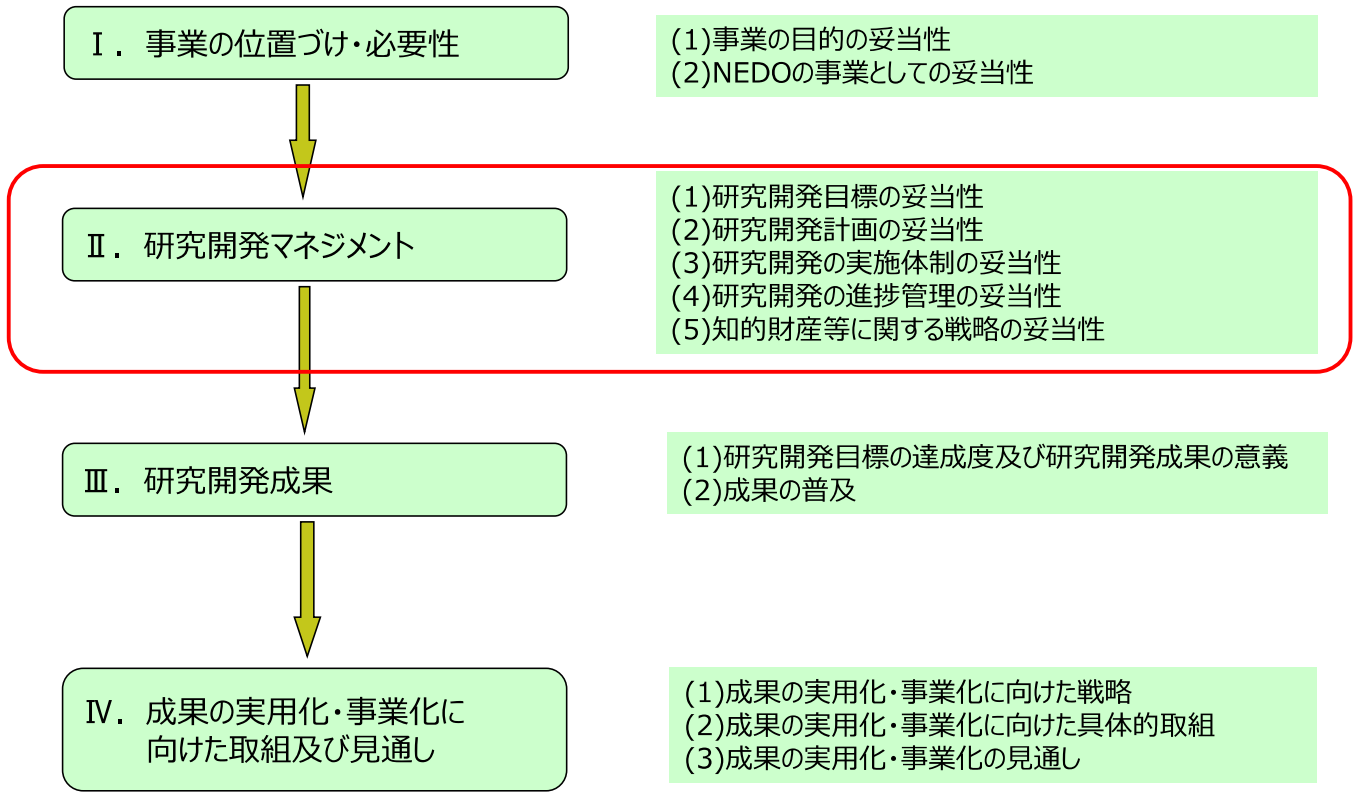 Ⅰ．事業の位置づけ・必要性
(1)事業の目的の妥当性
(2)NEDOの事業としての妥当性
Ⅱ．研究開発マネジメント
(1)研究開発目標の妥当性
(2)研究開発計画の妥当性
(3)研究開発の実施体制の妥当性
(4)研究開発の進捗管理の妥当性
(5)知的財産等に関する戦略の妥当性
Ⅲ．研究開発成果
(1)研究開発目標の達成度及び研究開発成果の意義
(2)成果の普及
Ⅳ．成果の実用化・事業化に
向けた取組及び見通し
(1)成果の実用化・事業化に向けた戦略
(2)成果の実用化・事業化に向けた具体的取組
(3)成果の実用化・事業化の見通し